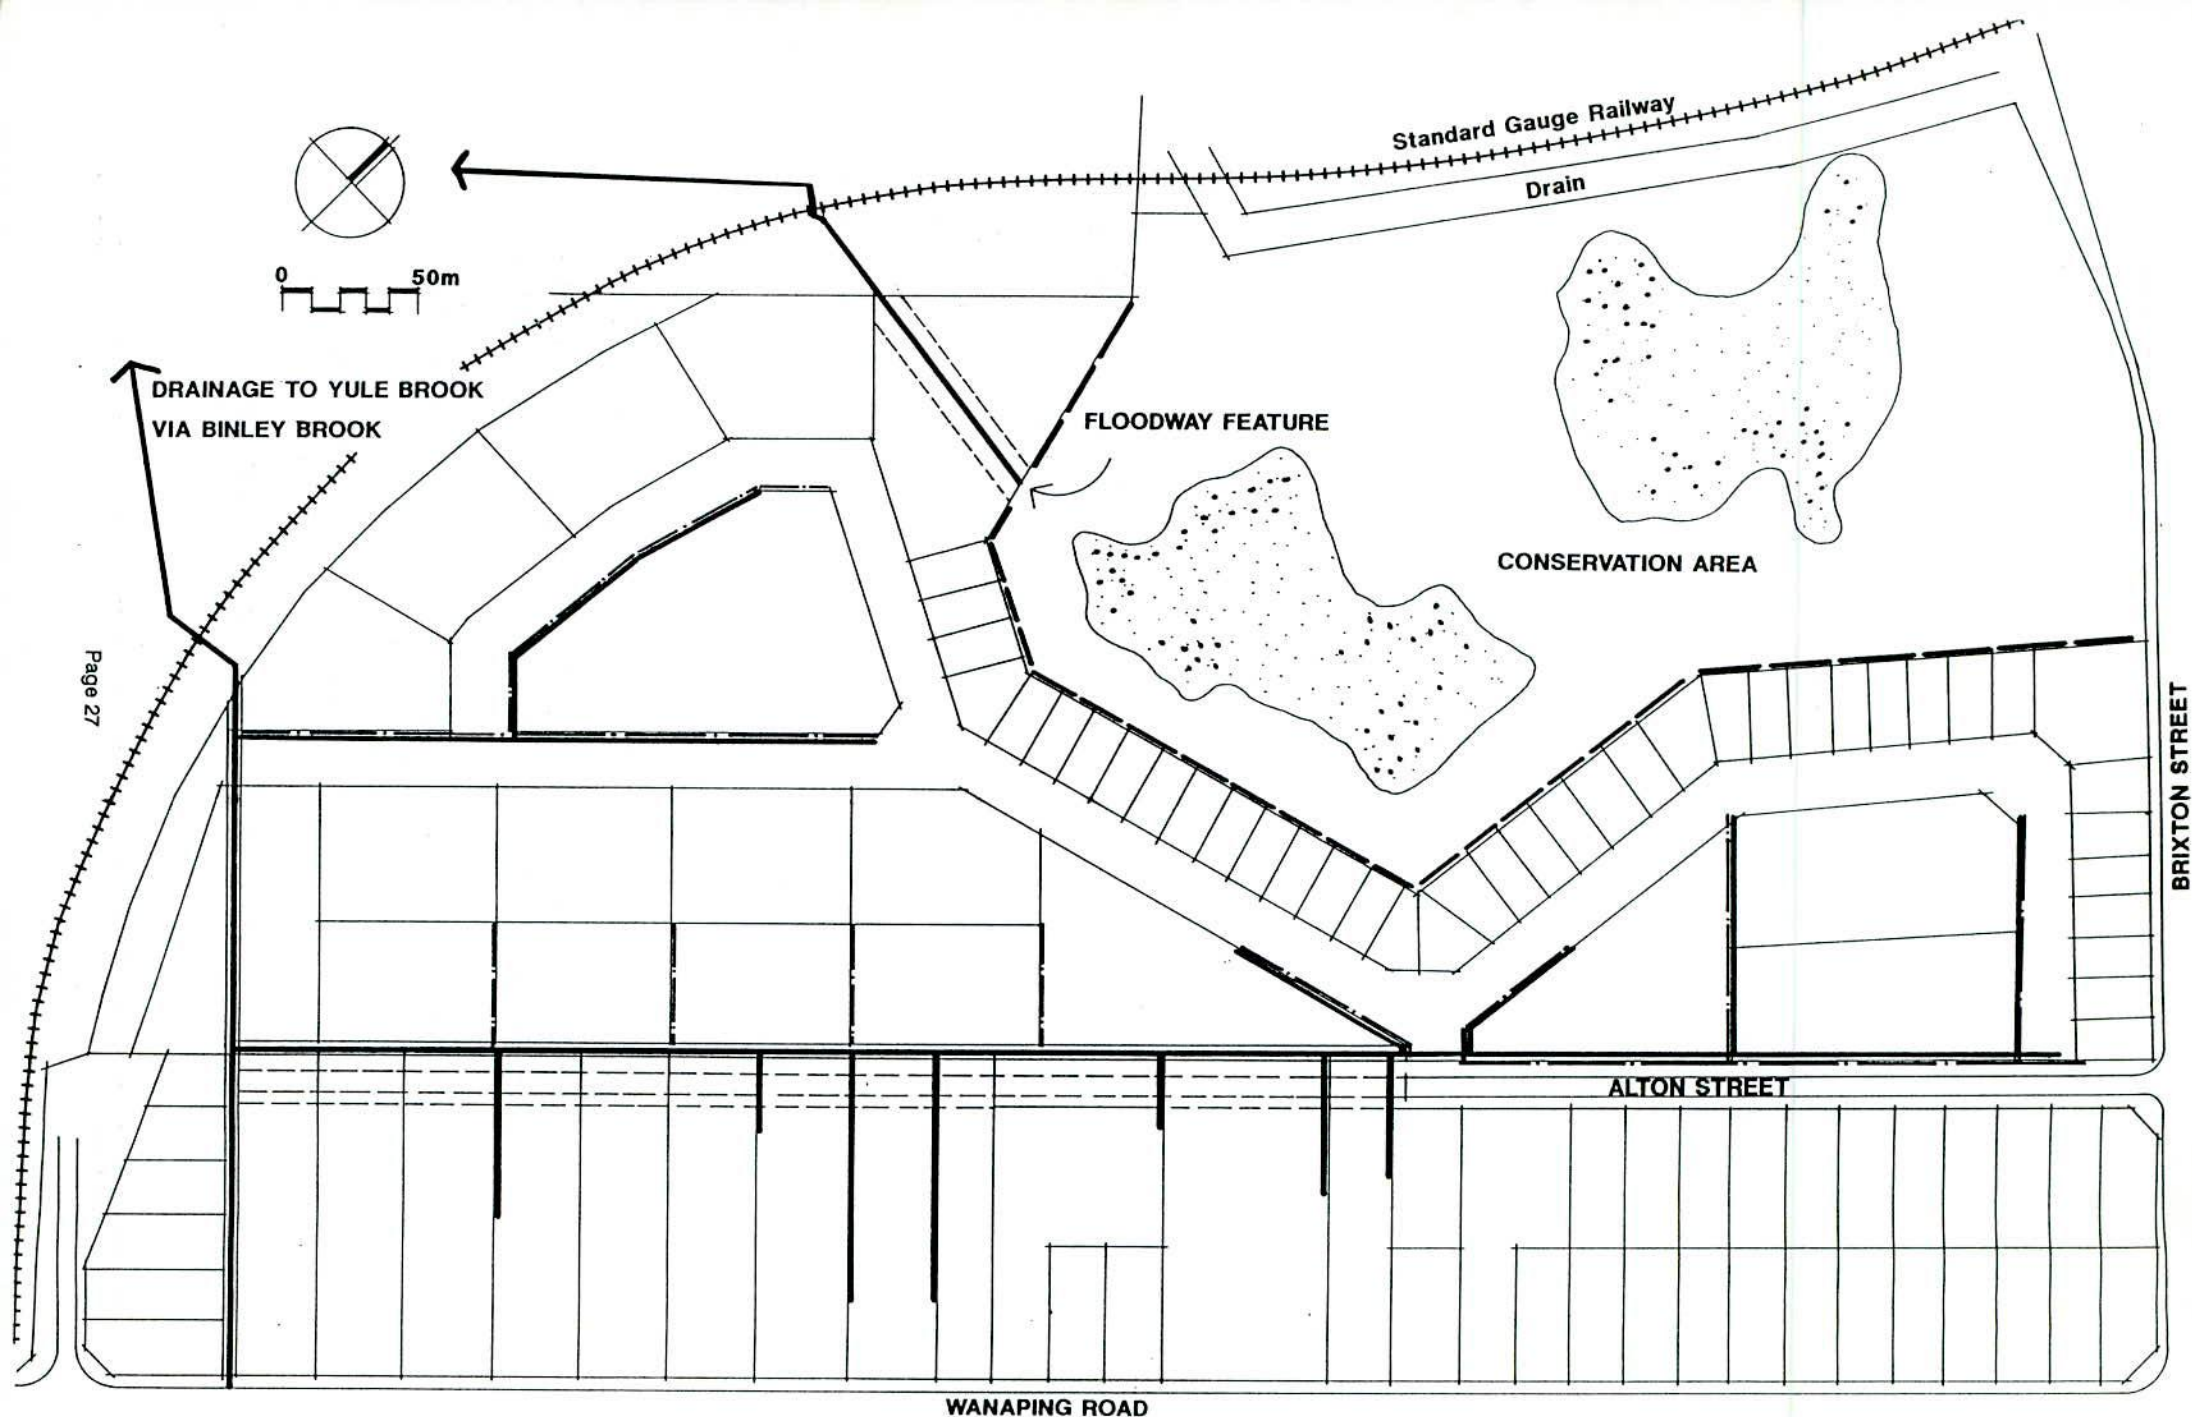 Standard Gauge Railway
Drain
0 50m
DRAINAGE TO YULE BROOK
VIA BINLEY BROOK
FLOODWAY FEATURE
CONSERVATION AREA
Page 27
BRIXTON STREET
ALTON STREET
WANAPING ROAD